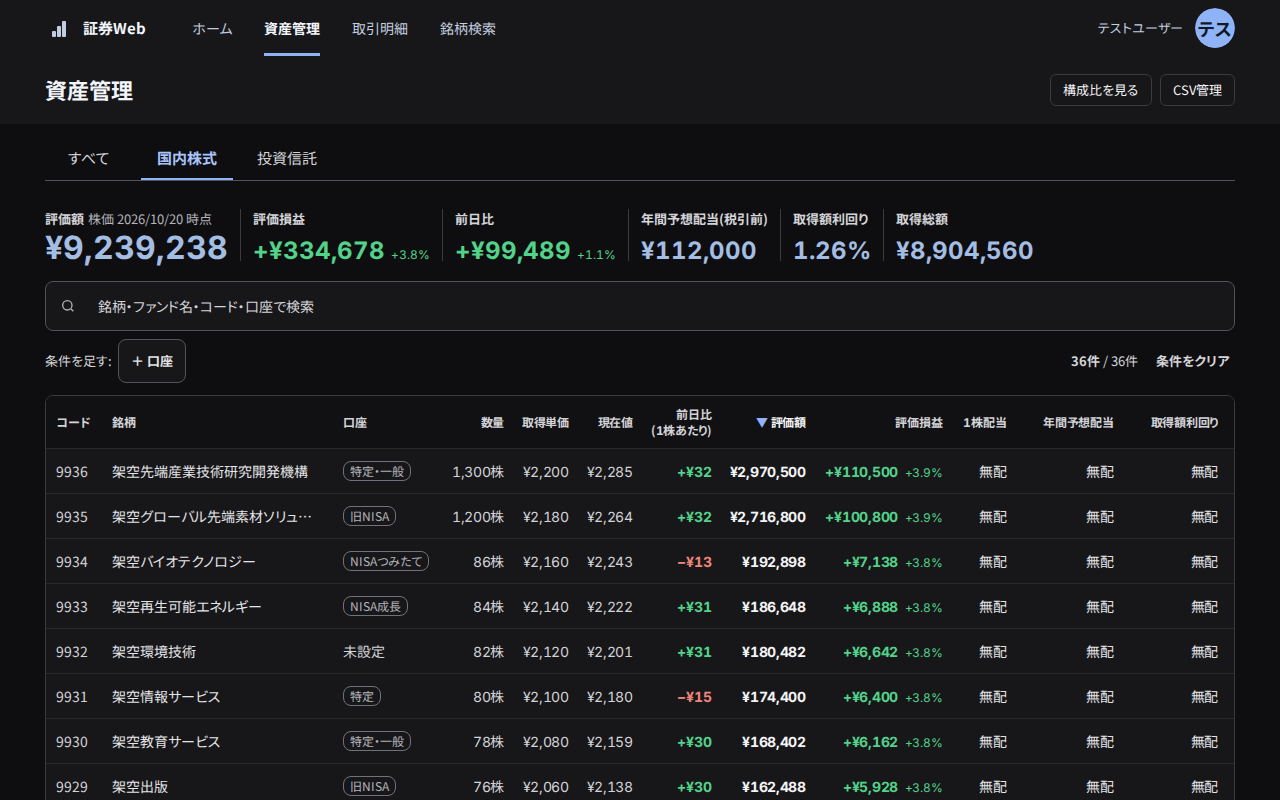 証券Web ホーム 資産管理 取引明細 銘柄検索 テストユーザー テス
資産管理 構成比を見る CSV管理
すべて 国内株式 投資信託
評価額 株価 2026/10/20 時点 評価損益 前日比 年間予想配当(税引前) 取得額利回り 取得総額
¥9,239,238 +¥334,678 +3.8% +¥99,489 +1.1% ¥112,000 1.26% ¥8,904,560
銘柄・ファンド名・コード・口座で検索
条件を足す: + 口座 36件 / 36件 条件をクリア
コード 銘柄 口座 数量 取得単価 現在値 前日比 (1株あたり) ▼ 評価額 評価損益 1株配当 年間予想配当 取得額利回り
9936 架空先端産業技術研究開発機構 特定・一般 1,300株 ¥2,200 ¥2,285 +¥32 ¥2,970,500 +¥110,500 +3.9% 無配 無配 無配
9935 架空グローバル先端素材ソリュ… 旧NISA 1,200株 ¥2,180 ¥2,264 +¥32 ¥2,716,800 +¥100,800 +3.9% 無配 無配 無配
9934 架空バイオテクノロジー NISAつみたて 86株 ¥2,160 ¥2,243 −¥13 ¥192,898 +¥7,138 +3.8% 無配 無配 無配
9933 架空再生可能エネルギー NISA成長 84株 ¥2,140 ¥2,222 +¥31 ¥186,648 +¥6,888 +3.8% 無配 無配 無配
9932 架空環境技術 未設定 82株 ¥2,120 ¥2,201 +¥31 ¥180,482 +¥6,642 +3.8% 無配 無配 無配
9931 架空情報サービス 特定 80株 ¥2,100 ¥2,180 −¥15 ¥174,400 +¥6,400 +3.8% 無配 無配 無配
9930 架空教育サービス 特定・一般 78株 ¥2,080 ¥2,159 +¥30 ¥168,402 +¥6,162 +3.8% 無配 無配 無配
9929 架空出版 旧NISA 76株 ¥2,060 ¥2,138 +¥30 ¥162,488 +¥5,928 +3.8% 無配 無配 無配